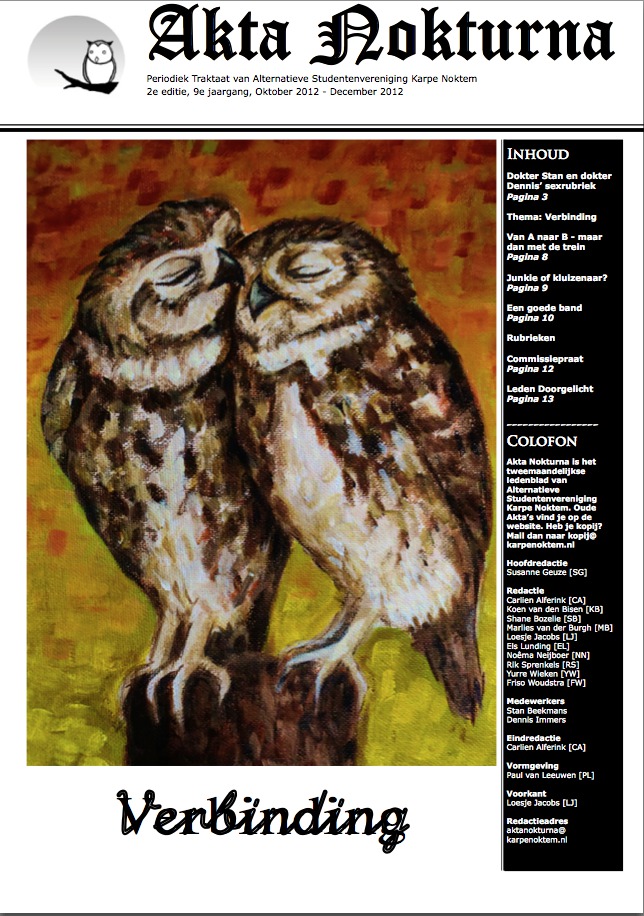 Akta Nokturna
Periodiek Traktaat van Alternatieve Studentenvereniging Karpe Noktem
2e editie, 9e jaargang, Oktober 2012 - December 2012
Inhoud
Dokter Stan en dokter
Dennis' sexrubriek
Pagina 3
Thema: Verbinding
Van A naar B - maar
dan met de trein
Pagina 8
Junkie of kluizenaar?
Pagina 9
Een goede band
Pagina 10
Rubrieken
Commissiepraat
Pagina 12
Leden Doorgelicht
Pagina 13
------------------
Colofon
Akta Nokturna is het
tweemaandelijkse
ledenblad van
Alternatieve
Studentenvereniging
Karpe Noktem. Oude
Akta's vind je op de
website. Heb je kopij?
Mail dan naar kopij@
karpenoktem.nl
Hoofdredactie
Susanne Geuze [SG]
Redactie
Carlien Alferink [CA]
Koen van den Bisen [KB]
Shane Bozelie [SB]
Marlies van der Burgh [MB]
Loesje Jacobs [LJ]
Els Lunding [EL]
Noëma Neijboer [NN]
Rik Sprenkels [RS]
Yurre Wieken [YW]
Friso Woudstra [FW]
Medewerkers
Stan Beekmans
Dennis Immers
Eindredactie
Carlien Alferink [CA]
Vormgeving
Paul van Leeuwen [PL]
Voorkant
Loesje Jacobs [LJ]
Redactieadres
aktanokturna@
karpenoktem.nl
Verbinding